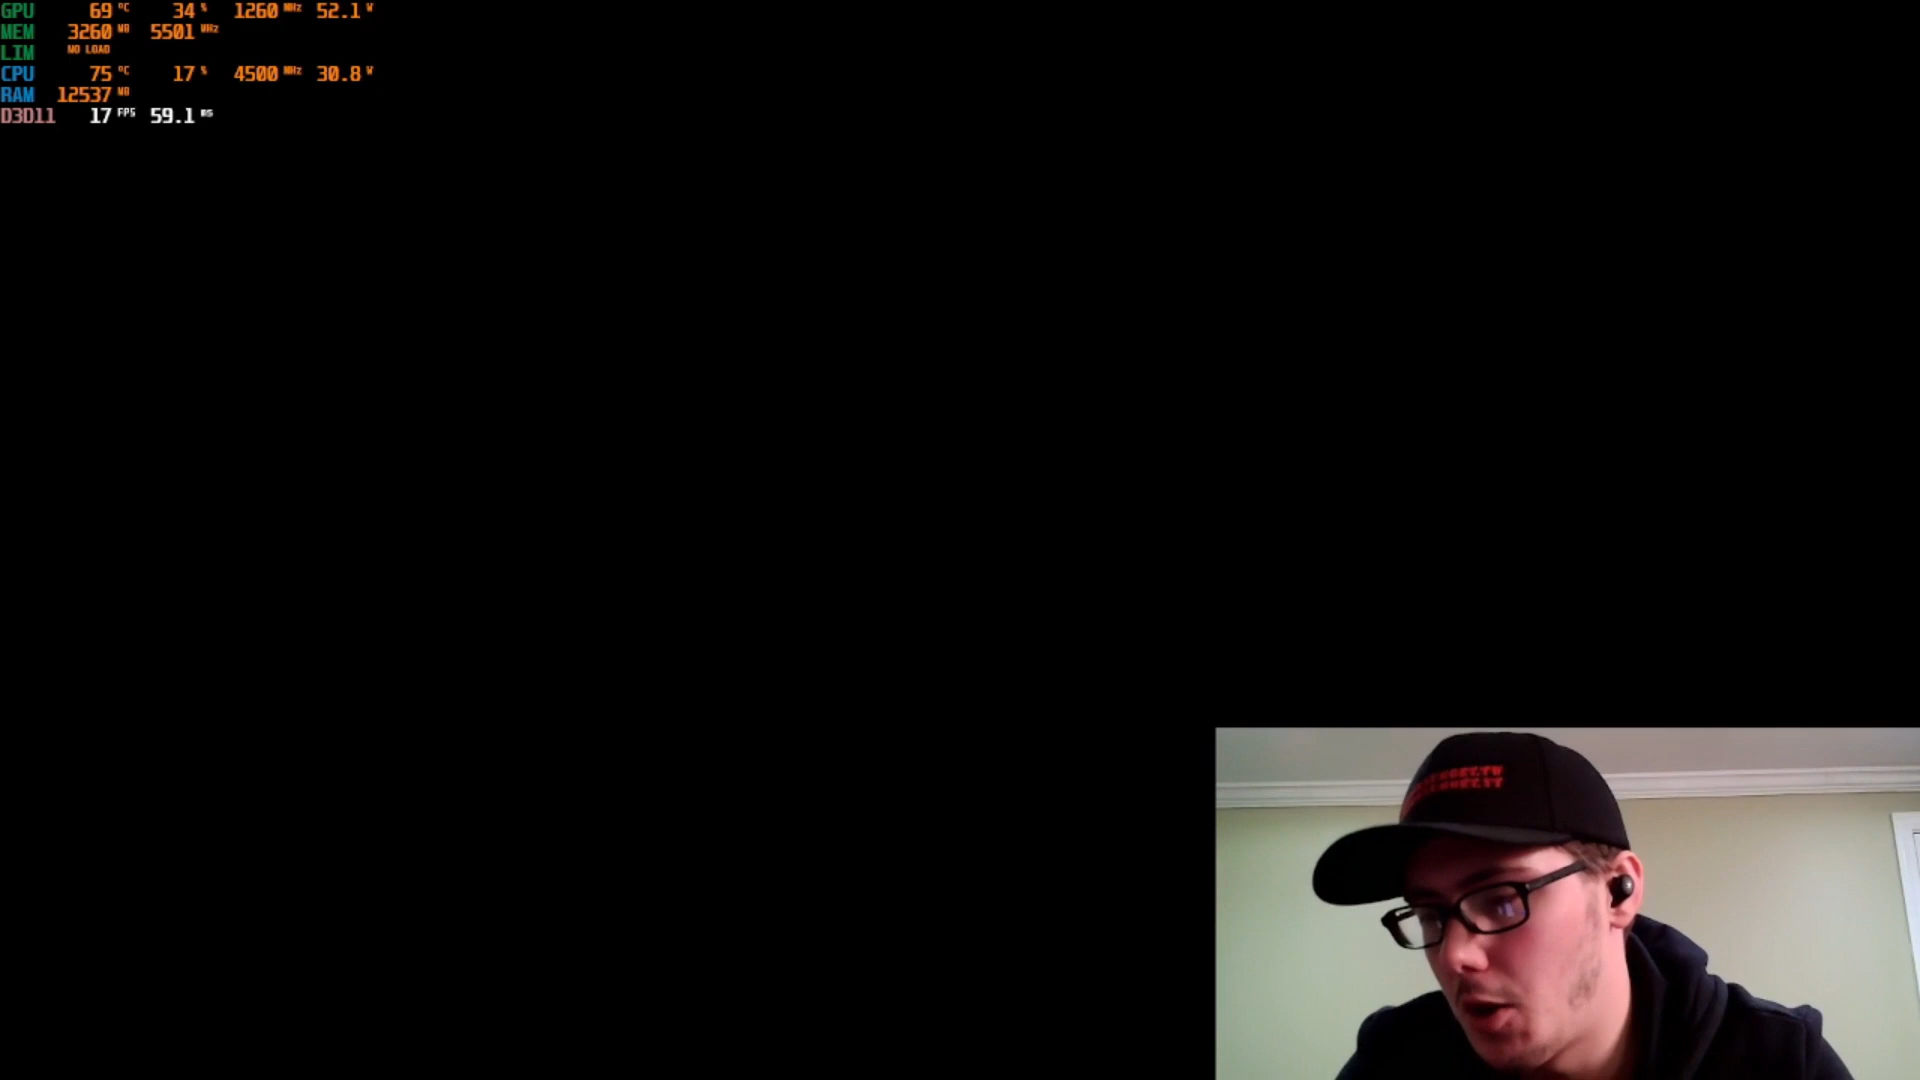 GPU 69 °C 34 % 1260 MHz 52.1 W
MEM 3260 MB 5501 MHz
LIM NO LOAD
CPU 75 °C 17 % 4500 MHz 30.8 W
RAM 12537 MB
D3D11 17 FPS 59.1 ms